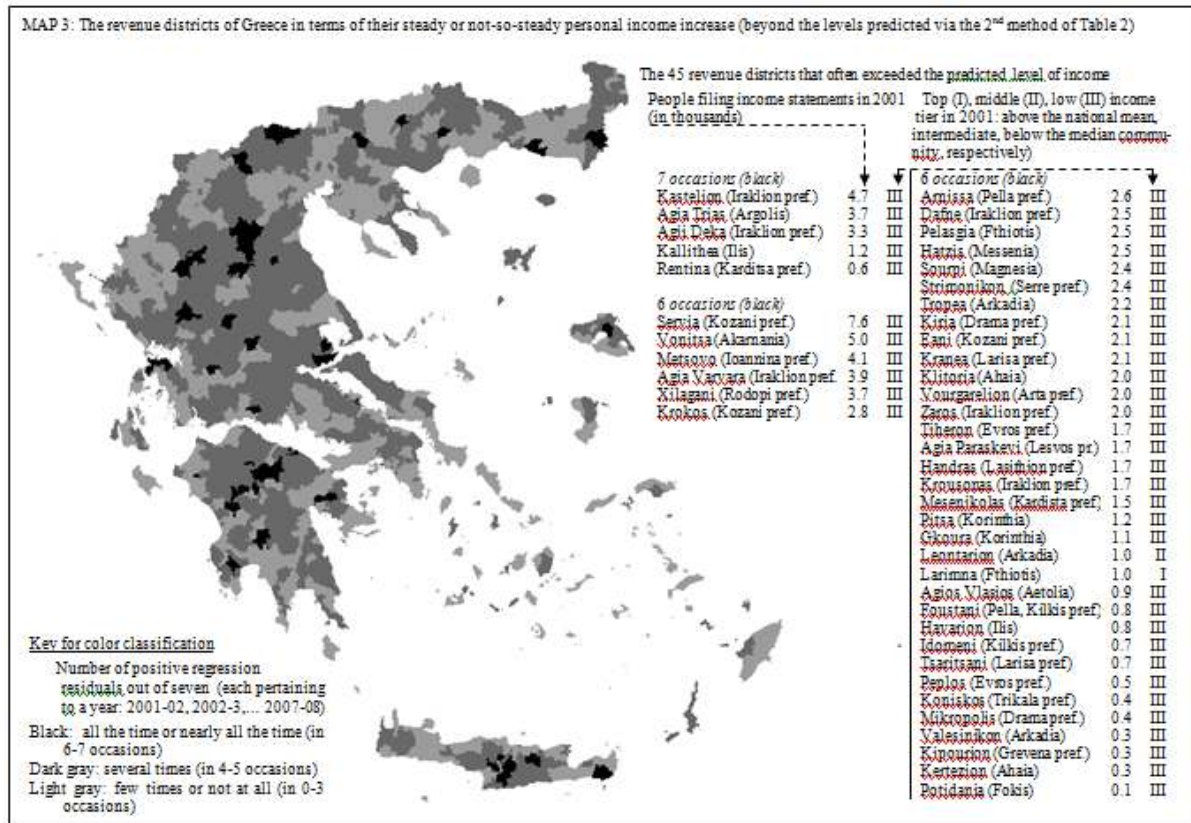 MAP 3: The revenue districts of Greece in terms of their steady or not-so-steady personal income increase (beyond the levels predicted via the 2nd method of Table 2)
The 45 revenue districts that often exceeded the predicted level of income
People filing income statements in 2001
(in thousands)
Top (I), middle (II), low (III) income
tier in 2001: above the national mean,
intermediate, below the median commu-
nity, respectively)
7 occasions (black)
Kastelion (Iraklion pref.) 4.7 III
Agia Trias (Argolis) 3.7 III
Agii Deka (Iraklion pref.) 3.3 III
Kallithea (Ilis) 1.2 III
Rentina (Karditsa pref.) 0.6 III
6 occasions (black)
Servia (Kozani pref.) 7.6 III
Vonitsa (Akarnania) 5.0 III
Metsovo (Ioannina pref.) 4.1 III
Agia Varvara (Iraklion pref. 3.9 III
Xilagani (Rodopi pref.) 3.7 III
Krokos (Kozani pref.) 2.8 III
6 occasions (black)
Arnissa (Pella pref.) 2.6 III
Dafne (Iraklion pref.) 2.5 III
Pelasgia (Fthiotis) 2.5 III
Hatzis (Messenia) 2.5 III
Sourpi (Magnesia) 2.4 III
Strimonikon (Serre pref.) 2.4 III
Tropea (Arkadia) 2.2 III
Kiria (Drama pref.) 2.1 III
Eani (Kozani pref.) 2.1 III
Kranea (Larisa pref.) 2.1 III
Klitoria (Ahaia) 2.0 III
Vourgarelion (Arta pref.) 2.0 III
Zaros (Iraklion pref.) 2.0 III
Tiheron (Evros pref.) 1.7 III
Agia Paraskevi (Lesvos pr.) 1.7 III
Handras (Lasithion pref.) 1.7 III
Krousonas (Iraklion pref.) 1.7 III
Mesenikolas (Kardista pref.) 1.5 III
Pitsa (Korinthia) 1.2 III
Gkoura (Korinthia) 1.1 III
Leontarion (Arkadia) 1.0 II
Larimna (Fthiotis) 1.0 I
Agios Vlasios (Aetolia) 0.9 III
Foustani (Pella, Kilkis pref.) 0.8 III
Havarion (Ilis) 0.8 III
Idomeni (Kilkis pref.) 0.7 III
Tsaritsani (Larisa pref.) 0.7 III
Peplos (Evros pref.) 0.5 III
Koniskos (Trikala pref.) 0.4 III
Mikropolis (Drama pref.) 0.4 III
Valesinikon (Arkadia) 0.3 III
Kipourion (Grevena pref.) 0.3 III
Kertezion (Ahaia) 0.3 III
Potidania (Fokis) 0.1 III
Key for color classification
Number of positive regression
residuals out of seven (each pertaining
to a year: 2001-02, 2002-3,... 2007-08)
Black: all the time or nearly all the time (in
6-7 occasions)
Dark gray: several times (in 4-5 occasions)
Light gray: few times or not at all (in 0-3
occasions)